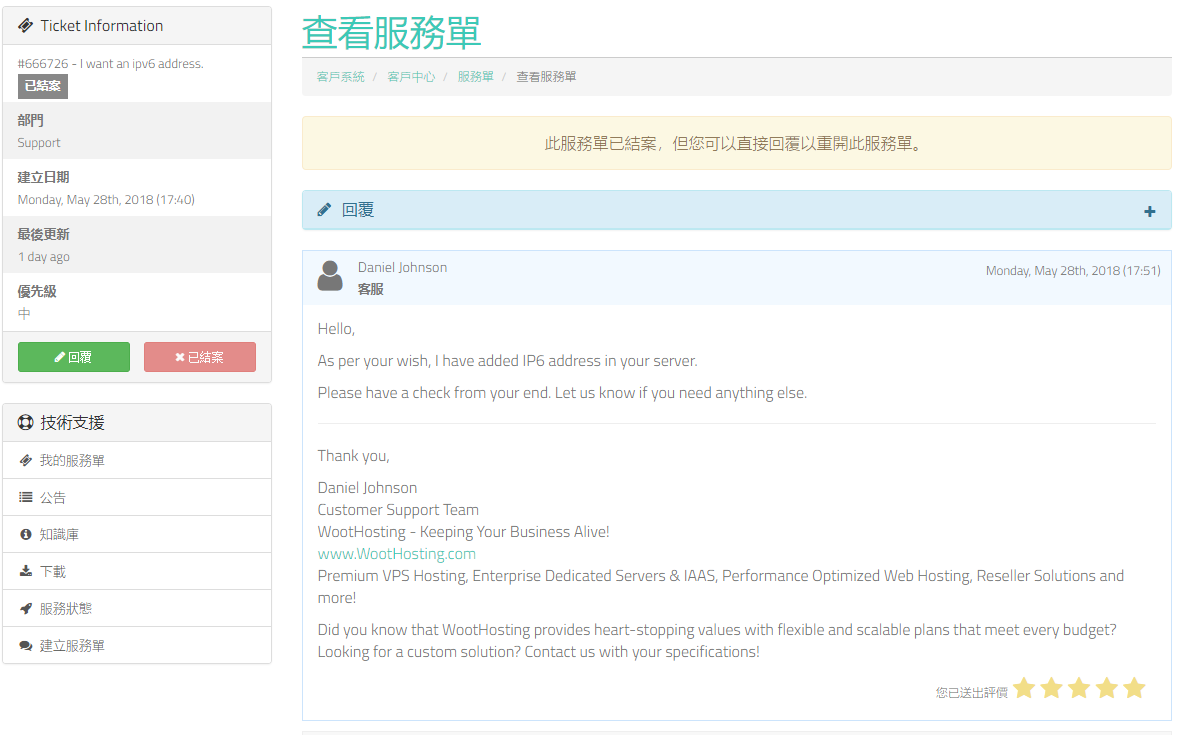 Ticket Information
#666726 - I want an ipv6 address.
已結案
部門
Support
建立日期
Monday, May 28th, 2018 (17:40)
最後更新
1 day ago
優先級
中
回覆
已結案
技術支援
我的服務單
公告
知識庫
下載
服務狀態
建立服務單
查看服務單
客戶系統 / 客戶中心 / 服務單 / 查看服務單
此服務單已結案，但您可以直接回覆以重開此服務單。
回覆
Daniel Johnson
客服
Monday, May 28th, 2018 (17:51)
Hello,
As per your wish, I have added IP6 address in your server.
Please have a check from your end. Let us know if you need anything else.
Thank you,
Daniel Johnson
Customer Support Team
WootHosting - Keeping Your Business Alive!
www.WootHosting.com
Premium VPS Hosting, Enterprise Dedicated Servers & IAAS, Performance Optimized Web Hosting, Reseller Solutions and
more!
Did you know that WootHosting provides heart-stopping values with flexible and scalable plans that meet every budget?
Looking for a custom solution? Contact us with your specifications!
您已送出評價